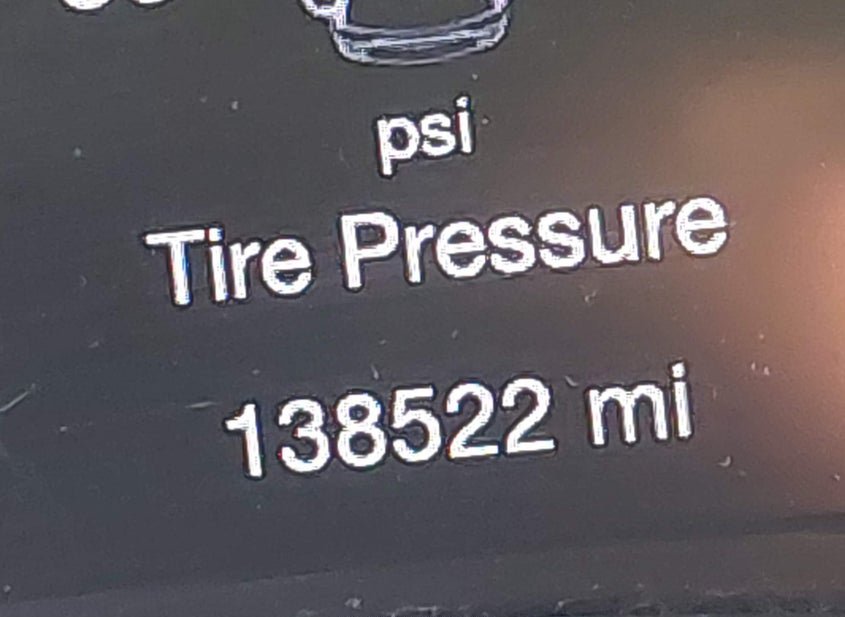 psi
Tire Pressure
138522 mi